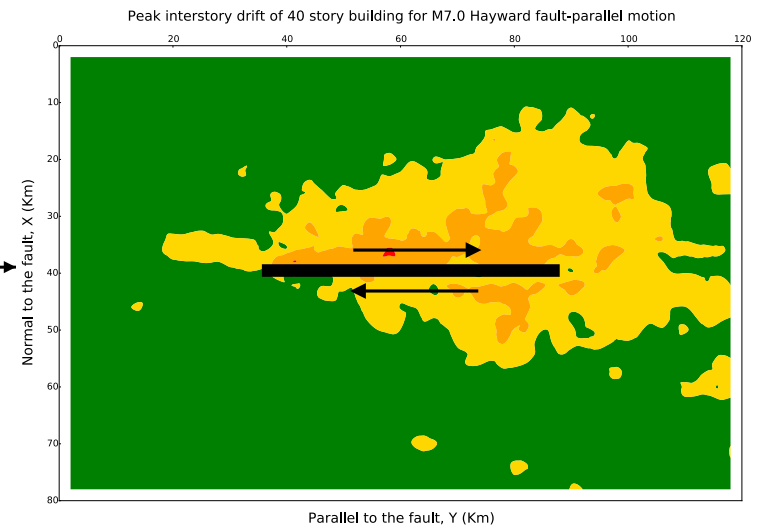 Peak interstory drift of 40 story building for M7.0 Hayward fault-parallel motion
0 20 40 60 80 100 120
0
10
20
30
40
50
60
70
80
Normal to the fault, X (Km)
Parallel to the fault, Y (Km)